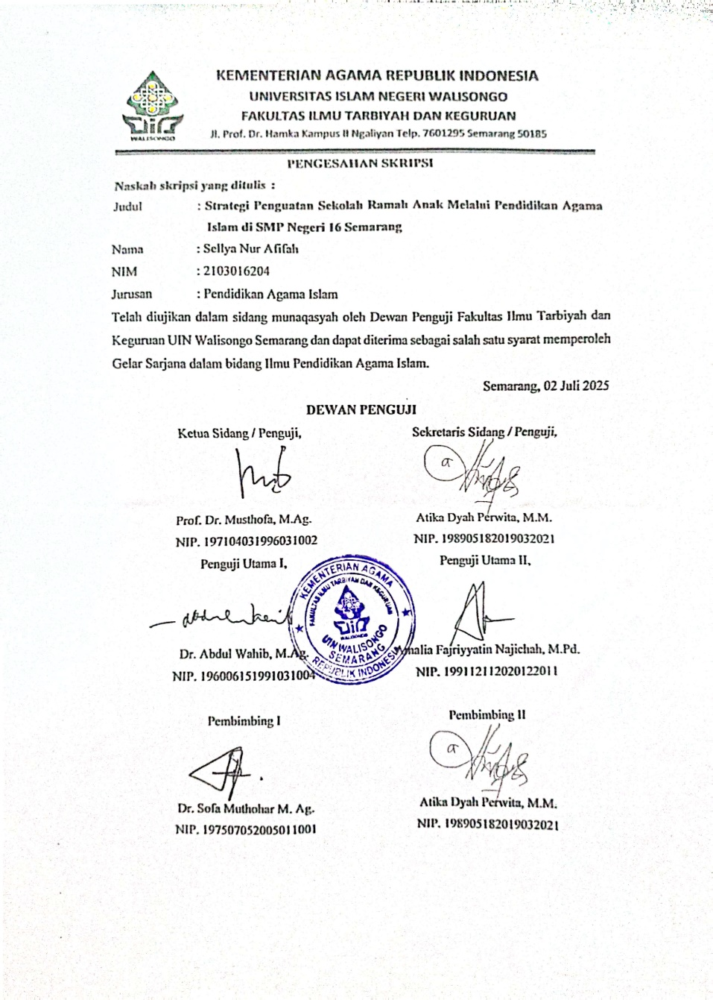 KEMENTERIAN AGAMA REPUBLIK INDONESIA
UNIVERSITAS ISLAM NEGERI WALISONGO
FAKULTAS ILMU TARBIYAH DAN KEGURUAN
Jl. Prof. Dr. Hamka Kampus II Ngaliyan Telp. 7601295 Semarang 50185
UIN
WALISONGO
PENGESAHAN SKRIPSI
Naskah skripsi yang ditulis :
Judul : Strategi Penguatan Sekolah Ramah Anak Melalui Pendidikan Agama
Islam di SMP Negeri 16 Semarang
Nama : Sellya Nur Afifah
NIM : 2103016204
Jurusan : Pendidikan Agama Islam
Telah diujikan dalam sidang munaqasyah oleh Dewan Penguji Fakultas Ilmu Tarbiyah dan
Keguruan UIN Walisongo Semarang dan dapat diterima sebagai salah satu syarat memperoleh
Gelar Sarjana dalam bidang Ilmu Pendidikan Agama Islam.
Semarang, 02 Juli 2025
DEWAN PENGUJI
Ketua Sidang / Penguji, Sekretaris Sidang / Penguji,
Prof. Dr. Musthofa, M.Ag. Atika Dyah Perwita, M.M.
NIP. 197104031996031002 NIP. 198905182019032021
Penguji Utama I, Penguji Utama II,
KEMENTERIAN AGAMA
FAKULTAS ILMU TARBIYAH DAN KEGURUAN
UIN
WALISONGO
UIN WALISONGO
SEMARANG
REPUBLIK INDONESIA
Dr. Abdul Wahib, M.Ag. Amalia Fajriyyatin Najichah, M.Pd.
NIP. 196006151991031004 NIP. 199112112020122011
Pembimbing I Pembimbing II
Dr. Sofa Muthohar M. Ag. Atika Dyah Perwita, M.M.
NIP. 197507052005011001 NIP. 198905182019032021